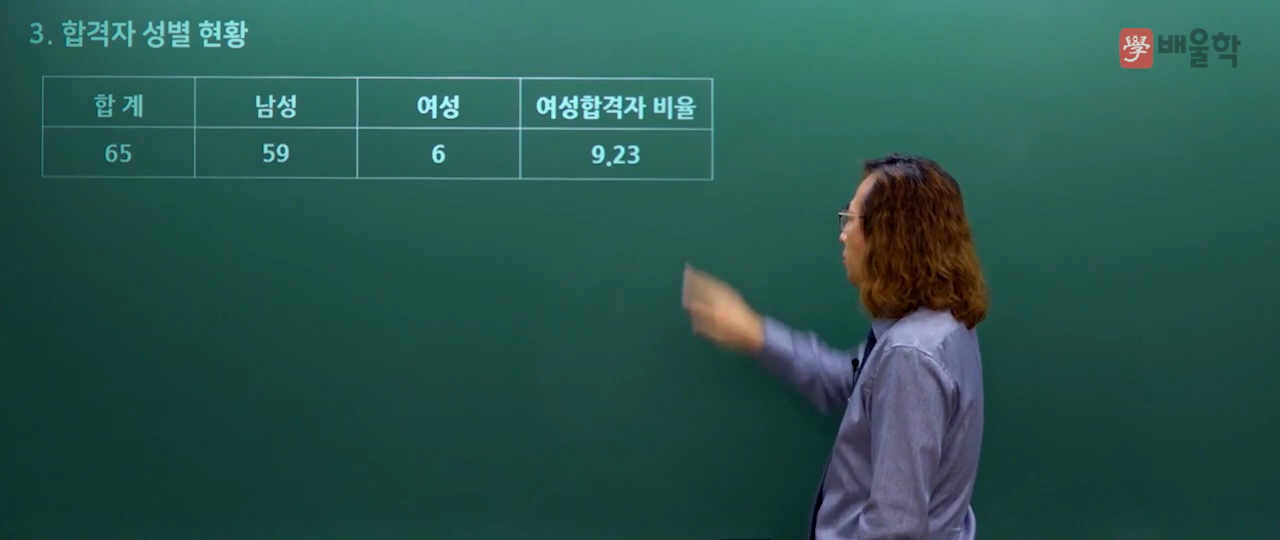 3. 합격자 성별 현황
學 배울학
합 계 남성 여성 여성합격자 비율
65 59 6 9.23